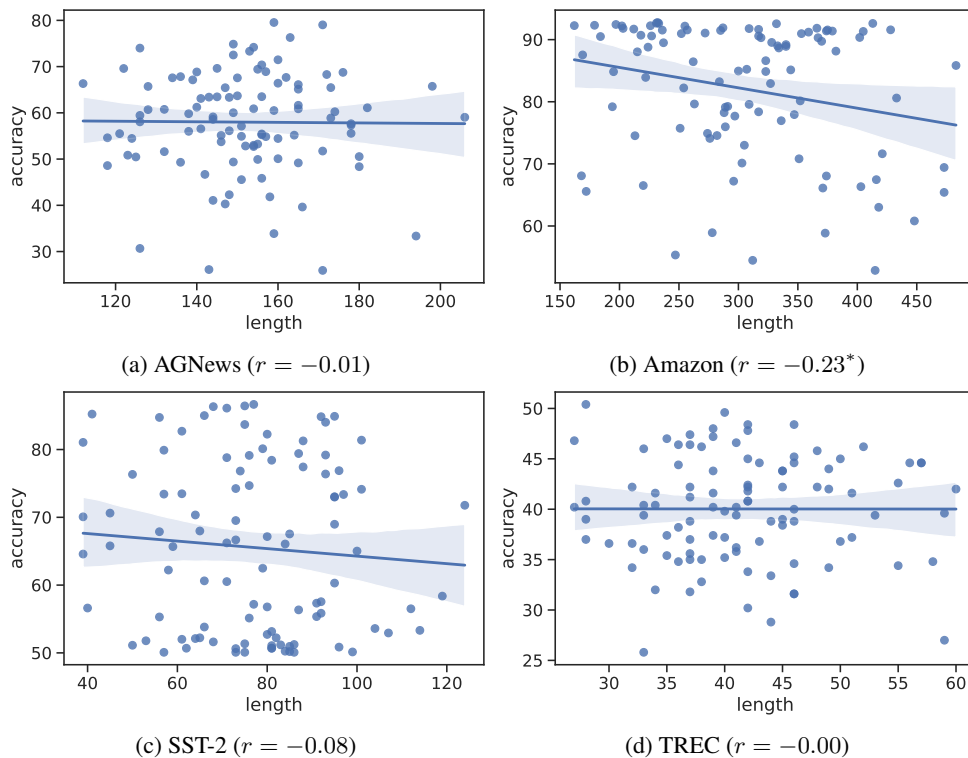 80
70
60
50
40
30
accuracy
120 140 160 180 200
length
(a) AGNews (r = −0.01)
90
80
70
60
accuracy
150 200 250 300 350 400 450
length
(b) Amazon (r = −0.23*)
80
70
60
50
accuracy
40 60 80 100 120
length
(c) SST-2 (r = −0.08)
50
45
40
35
30
25
accuracy
30 35 40 45 50 55 60
length
(d) TREC (r = −0.00)